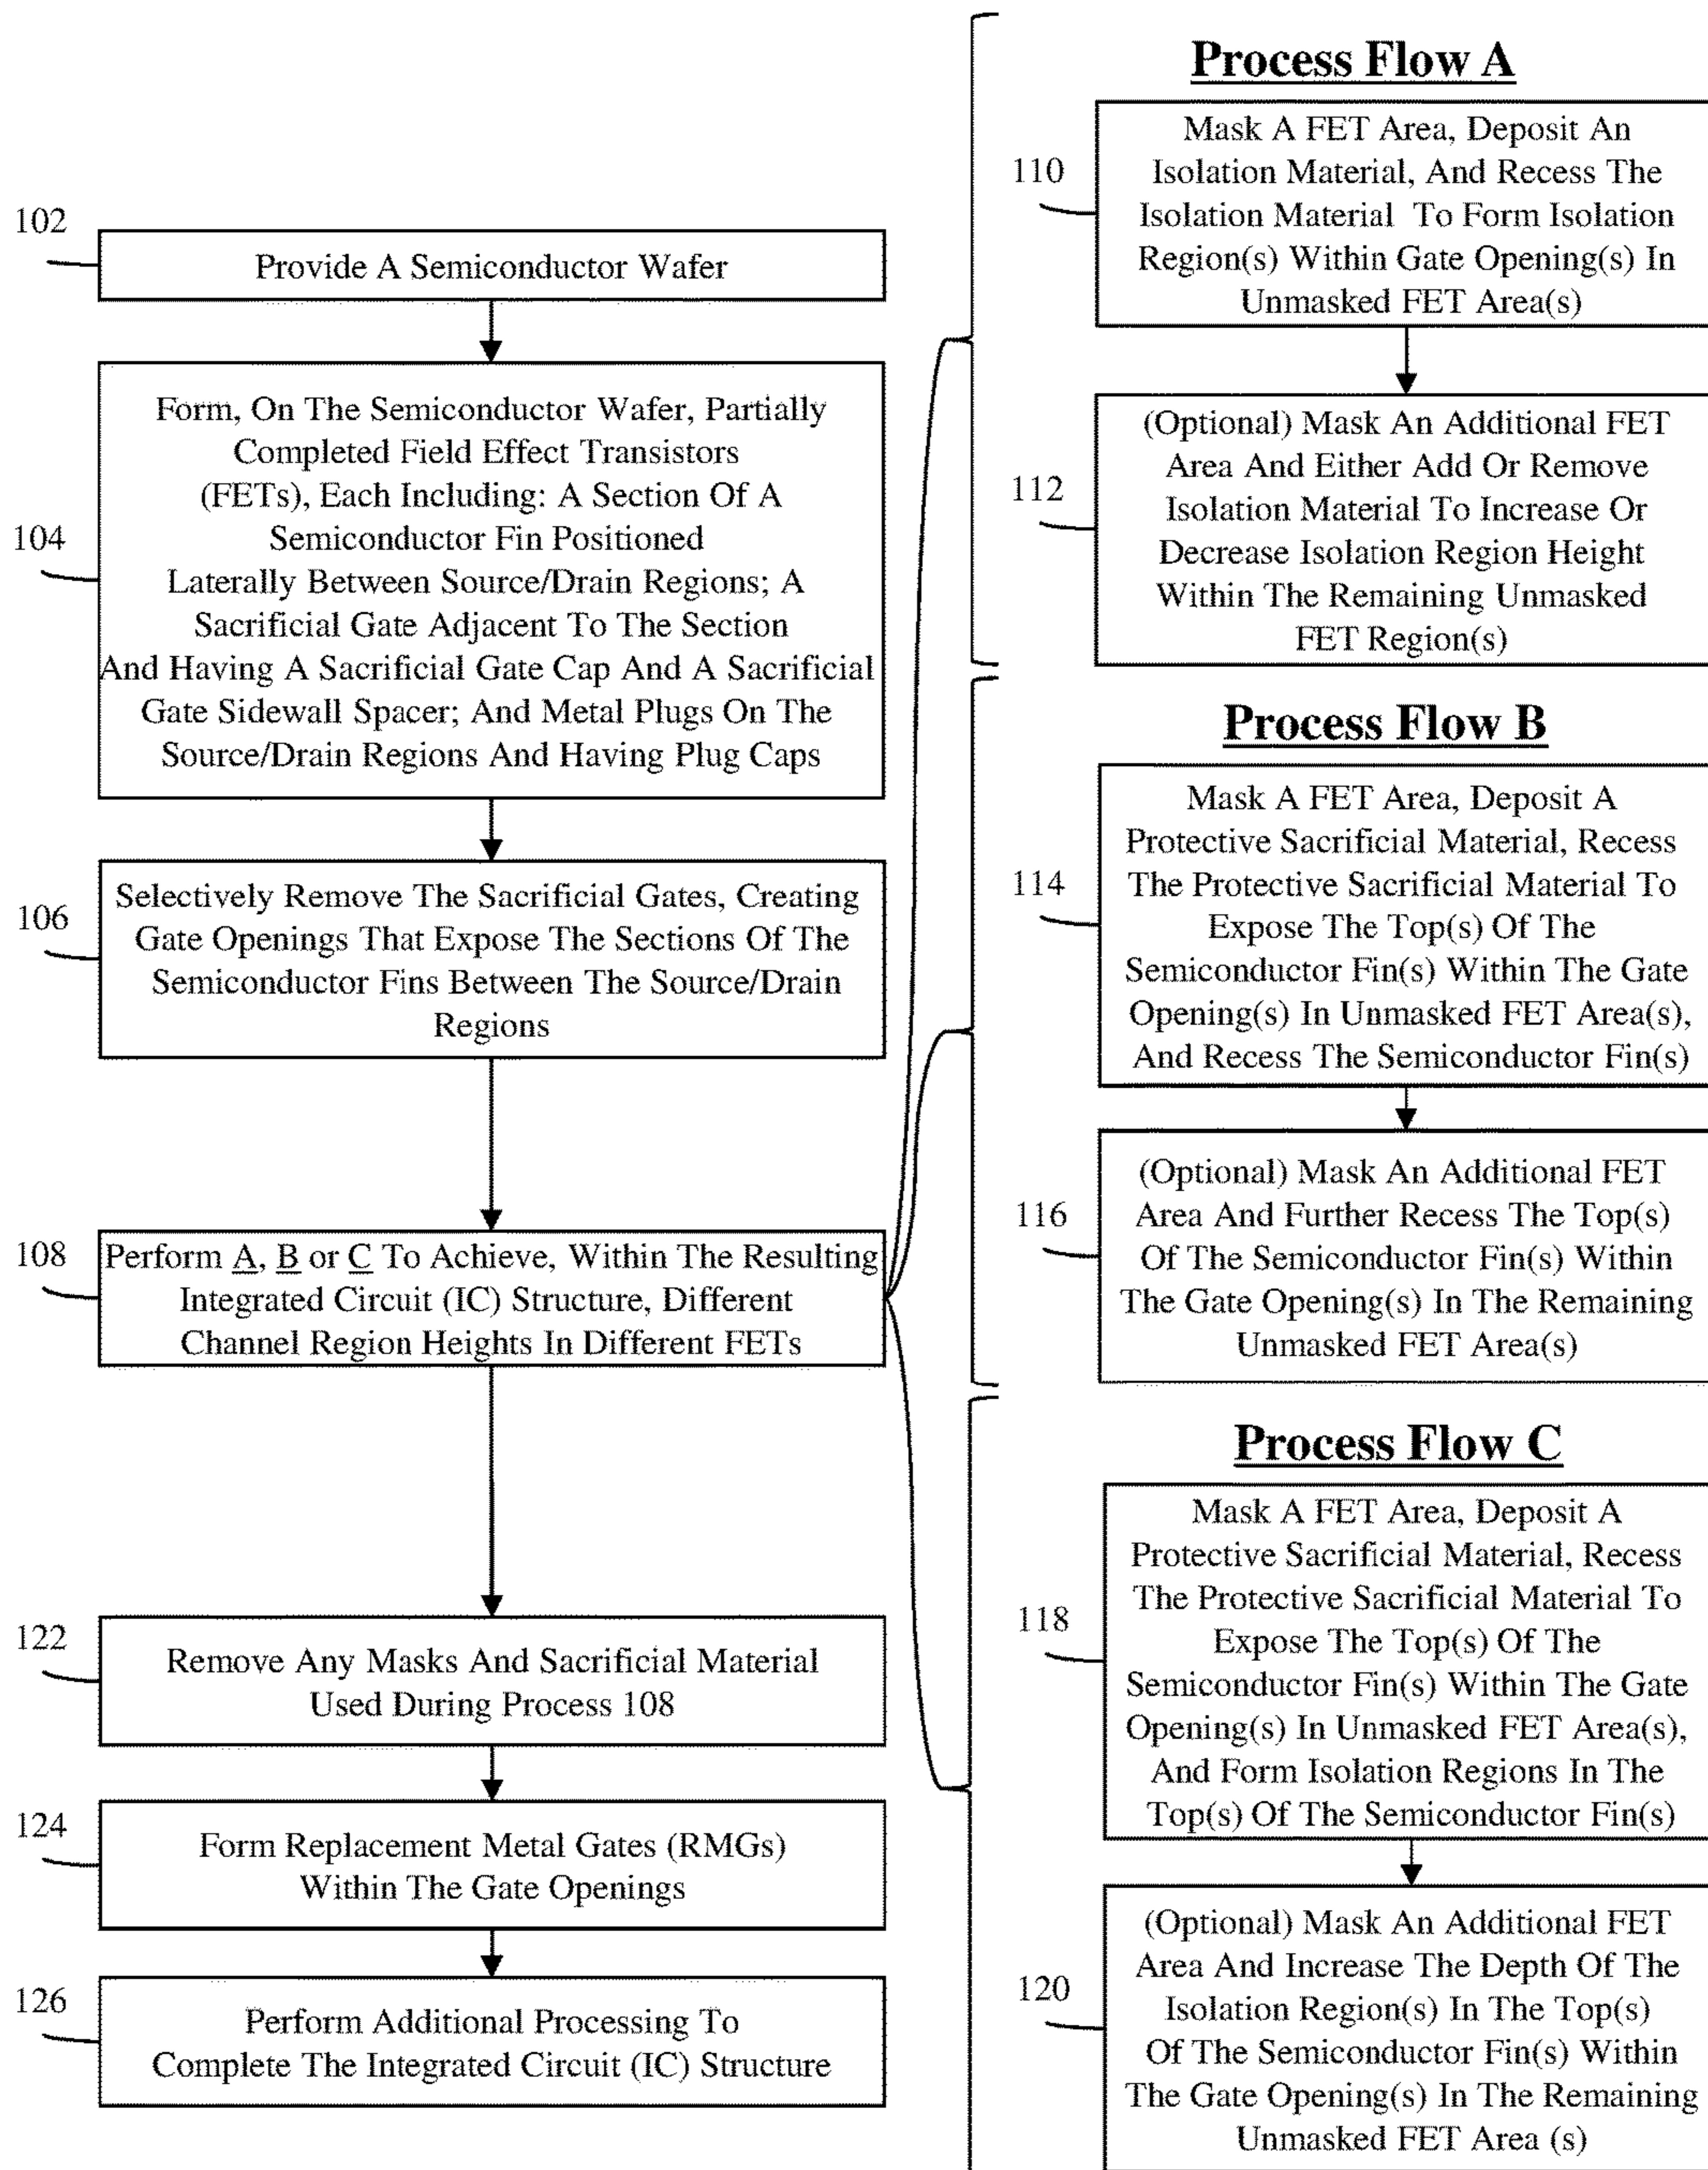 102
Provide A Semiconductor Wafer
104
Form, On The Semiconductor Wafer, Partially
Completed Field Effect Transistors
(FETs), Each Including: A Section Of A
Semiconductor Fin Positioned
Laterally Between Source/Drain Regions; A
Sacrificial Gate Adjacent To The Section
And Having A Sacrificial Gate Cap And A Sacrificial
Gate Sidewall Spacer; And Metal Plugs On The
Source/Drain Regions And Having Plug Caps
106
Selectively Remove The Sacrificial Gates, Creating
Gate Openings That Expose The Sections Of The
Semiconductor Fins Between The Source/Drain
Regions
108
Perform A, B or C To Achieve, Within The Resulting
Integrated Circuit (IC) Structure, Different
Channel Region Heights In Different FETs
122
Remove Any Masks And Sacrificial Material
Used During Process 108
124
Form Replacement Metal Gates (RMGs)
Within The Gate Openings
126
Perform Additional Processing To
Complete The Integrated Circuit (IC) Structure
Process Flow A
110
Mask A FET Area, Deposit An
Isolation Material, And Recess The
Isolation Material To Form Isolation
Region(s) Within Gate Opening(s) In
Unmasked FET Area(s)
112
(Optional) Mask An Additional FET
Area And Either Add Or Remove
Isolation Material To Increase Or
Decrease Isolation Region Height
Within The Remaining Unmasked
FET Region(s)
Process Flow B
114
Mask A FET Area, Deposit A
Protective Sacrificial Material, Recess
The Protective Sacrificial Material To
Expose The Top(s) Of The
Semiconductor Fin(s) Within The Gate
Opening(s) In Unmasked FET Area(s),
And Recess The Semiconductor Fin(s)
116
(Optional) Mask An Additional FET
Area And Further Recess The Top(s)
Of The Semiconductor Fin(s) Within
The Gate Opening(s) In The Remaining
Unmasked FET Area(s)
Process Flow C
118
Mask A FET Area, Deposit A
Protective Sacrificial Material, Recess
The Protective Sacrificial Material To
Expose The Top(s) Of The
Semiconductor Fin(s) Within The Gate
Opening(s) In Unmasked FET Area(s),
And Form Isolation Regions In The
Top(s) Of The Semiconductor Fin(s)
120
(Optional) Mask An Additional FET
Area And Increase The Depth Of The
Isolation Region(s) In The Top(s)
Of The Semiconductor Fin(s) Within
The Gate Opening(s) In The Remaining
Unmasked FET Area (s)